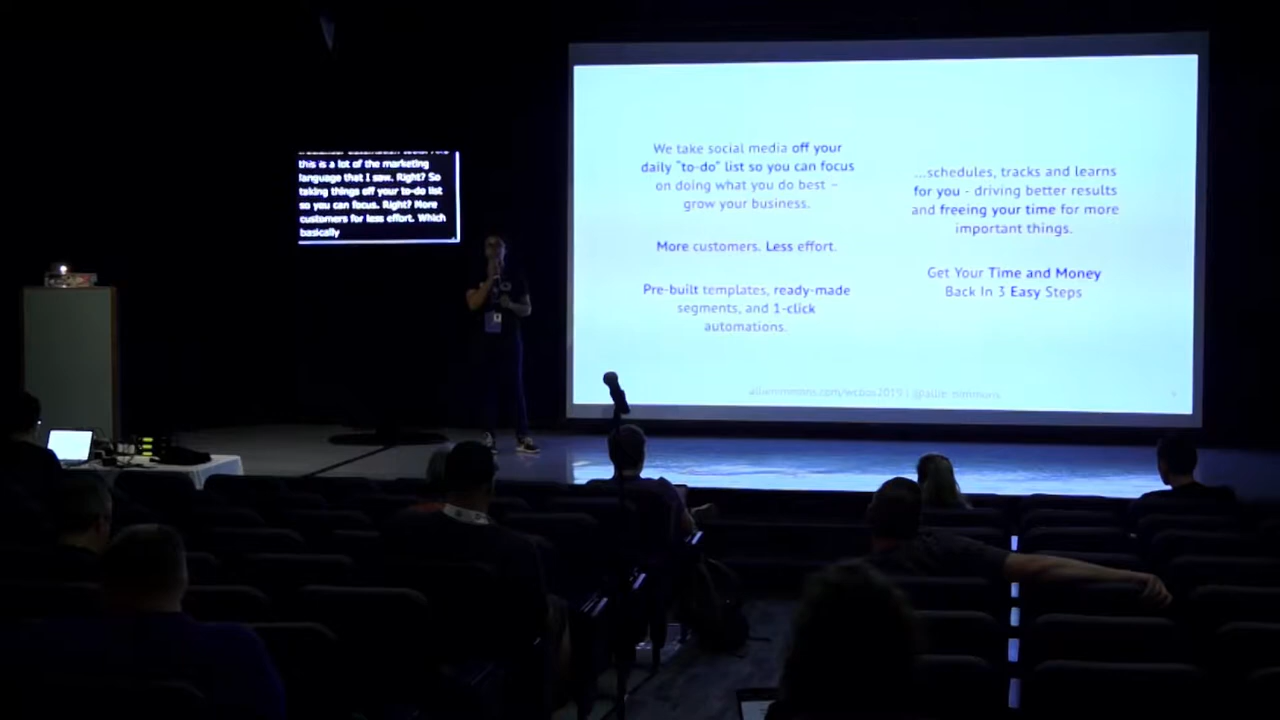 this is a lot of the marketing
language that I saw. Right? So
taking things off your to-do list
so you can focus. Right? More
customers for less effort. Which
basically
We take social media off your
daily "to-do" list so you can focus
on doing what you do best –
grow your business.
More customers. Less effort.
Pre-built templates, ready-made
segments, and 1-click
automations.
...schedules, tracks and learns
for you - driving better results
and freeing your time for more
important things.
Get Your Time and Money
Back In 3 Easy Steps